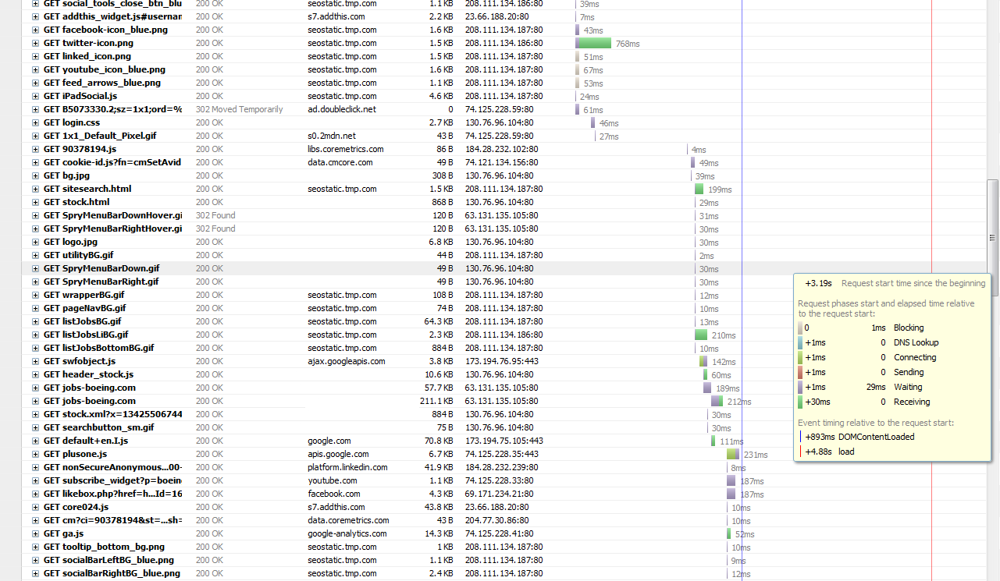 GET social_tools_close_btn_blu 200 OK seostatic.tmp.com 1.1 KB 208.111.134.186:80 39ms
GET addthis_widget.js#usernan 200 OK s7.addthis.com 2.2 KB 23.66.188.20:80 7ms
GET facebook-icon_blue.png 200 OK seostatic.tmp.com 1.6 KB 208.111.134.187:80 43ms
GET twitter-icon.png 200 OK seostatic.tmp.com 1.5 KB 208.111.134.186:80 768ms
GET linked_icon.png 200 OK seostatic.tmp.com 1.5 KB 208.111.134.187:80 51ms
GET youtube_icon_blue.png 200 OK seostatic.tmp.com 1.6 KB 208.111.134.187:80 67ms
GET feed_arrows_blue.png 200 OK seostatic.tmp.com 1.1 KB 208.111.134.187:80 53ms
GET iPadSocial.js 200 OK seostatic.tmp.com 4.6 KB 208.111.134.187:80 24ms
GET B5073330.2;sz=1x1;ord=% 302 Moved Temporarily ad.doubleclick.net 0 74.125.228.59:80 61ms
GET login.css 200 OK 2.7 KB 130.76.96.104:80 46ms
GET 1x1_Default_Pixel.gif 200 OK s0.2mdn.net 43 B 74.125.228.59:80 27ms
GET 90378194.js 200 OK libs.coremetrics.com 86 B 184.28.232.102:80 4ms
GET cookie-id.js?fn=cmSetAvid 200 OK data.cmcore.com 49 B 74.121.134.156:80 49ms
GET bg.jpg 200 OK 308 B 130.76.96.104:80 39ms
GET sitesearch.html 200 OK seostatic.tmp.com 1.5 KB 208.111.134.187:80 199ms
GET stock.html 200 OK 868 B 130.76.96.104:80 29ms
GET SpryMenuBarDownHover.gi 302 Found 120 B 63.131.135.105:80 31ms
GET SpryMenuBarRightHover.gi 302 Found 120 B 63.131.135.105:80 30ms
GET logo.jpg 200 OK 6.8 KB 130.76.96.104:80 30ms
GET utilityBG.gif 200 OK 44 B 208.111.134.187:80 2ms
GET SpryMenuBarDown.gif 200 OK 49 B 130.76.96.104:80 30ms
GET SpryMenuBarRight.gif 200 OK 49 B 130.76.96.104:80 30ms
GET wrapperBG.gif 200 OK seostatic.tmp.com 108 B 208.111.134.187:80 12ms
GET pageNavBG.gif 200 OK seostatic.tmp.com 74 B 208.111.134.187:80 10ms
GET listJobsBG.gif 200 OK seostatic.tmp.com 64.3 KB 208.111.134.187:80 13ms
GET listJobsLiBG.gif 200 OK seostatic.tmp.com 2.3 KB 208.111.134.186:80 210ms
GET listJobsBottomBG.gif 200 OK seostatic.tmp.com 884 B 208.111.134.187:80 10ms
GET swfobject.js 200 OK ajax.googleapis.com 3.8 KB 173.194.76.95:443 142ms
GET header_stock.js 200 OK 10.6 KB 130.76.96.104:80 60ms
GET jobs-boeing.com 200 OK 57.7 KB 63.131.135.105:80 189ms
GET jobs-boeing.com 200 OK 211.1 KB 63.131.135.105:80 212ms
GET stock.xml?x=13425506744 200 OK 884 B 130.76.96.104:80 30ms
GET searchbutton_sm.gif 200 OK 75 B 130.76.96.104:80 30ms
GET default+en.I.js 200 OK google.com 70.8 KB 173.194.75.105:443 111ms
GET plusone.js 200 OK apis.google.com 6.7 KB 74.125.228.35:443 231ms
GET nonSecureAnonymous...00- 200 OK platform.linkedin.com 41.9 KB 184.28.232.239:80 8ms
GET subscribe_widget?p=boein 200 OK youtube.com 1.1 KB 74.125.228.33:80 187ms
GET likebox.php?href=h...Id=16 200 OK facebook.com 4.3 KB 69.171.234.21:80 187ms
GET core024.js 200 OK s7.addthis.com 43.8 KB 23.66.188.20:80 10ms
GET cm?ci=90378194&st=...sh= 200 OK data.coremetrics.com 43 B 204.77.30.86:80 10ms
GET ga.js 200 OK google-analytics.com 14.3 KB 74.125.228.41:80 52ms
GET tooltip_bottom_bg.png 200 OK seostatic.tmp.com 1 KB 208.111.134.187:80 10ms
GET socialBarLeftBG_blue.png 200 OK seostatic.tmp.com 1.1 KB 208.111.134.187:80 9ms
GET socialBarRightBG_blue.png 200 OK seostatic.tmp.com 2.4 KB 208.111.134.187:80 12ms
+3.19s Request start time since the beginning
Request phases start and elapsed time relative
to the request start:
0 1ms Blocking
+1ms 0 DNS Lookup
+1ms 0 Connecting
+1ms 0 Sending
+1ms 29ms Waiting
+30ms 0 Receiving
Event timing relative to the request start:
+893ms DOMContentLoaded
+4.88s load